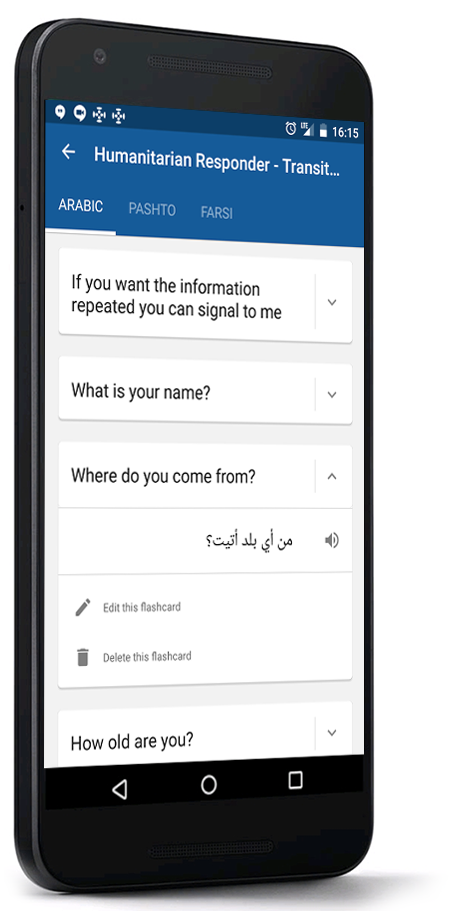 LTE 16:15
Humanitarian Responder - Transit...
ARABIC PASHTO FARSI
If you want the information
repeated you can signal to me
What is your name?
Where do you come from?
من أي بلد أتيت؟
Edit this flashcard
Delete this flashcard
How old are you?